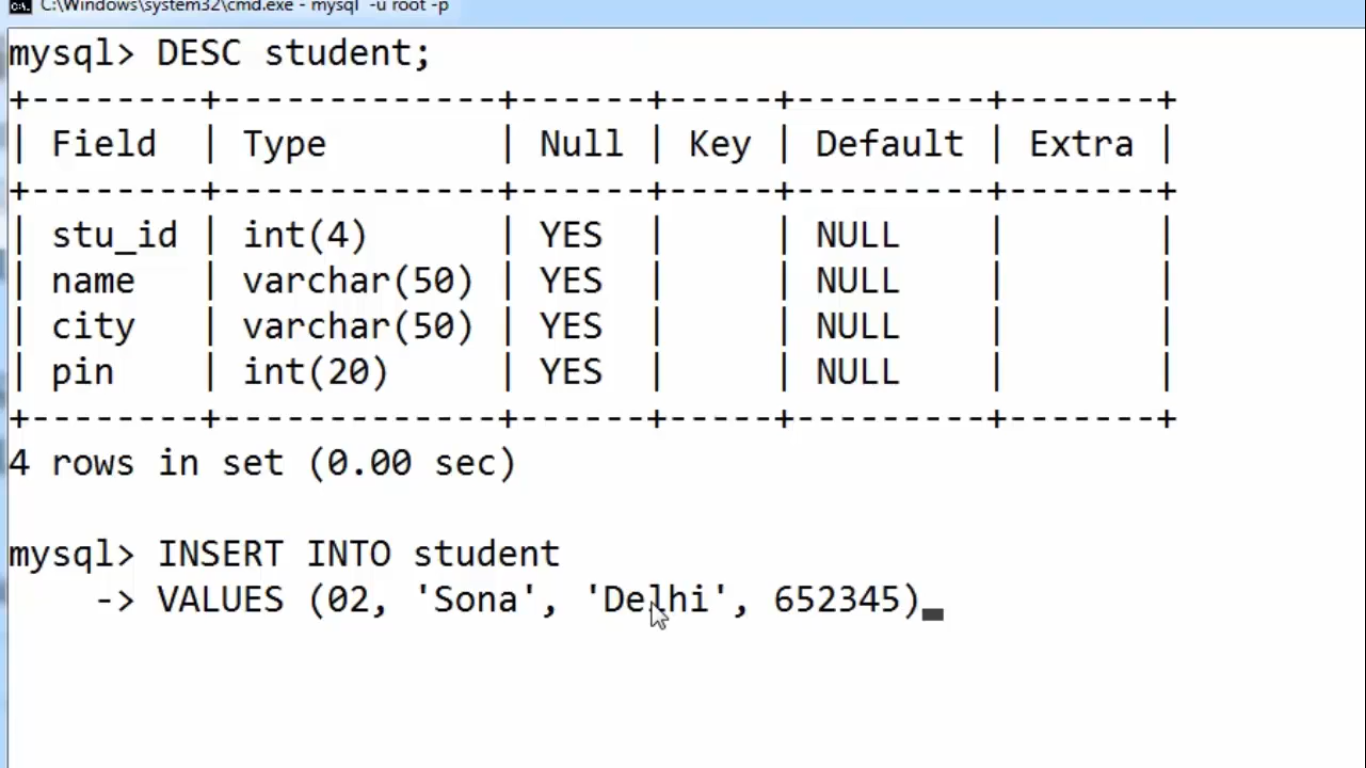 C:\Windows\system32\cmd.exe - mysql -u root -p
mysql> DESC student;
+--------+-------------+------+-----+---------+-------+
| Field  | Type        | Null | Key | Default | Extra |
+--------+-------------+------+-----+---------+-------+
| stu_id | int(4)      | YES  |     | NULL    |       |
| name   | varchar(50) | YES  |     | NULL    |       |
| city   | varchar(50) | YES  |     | NULL    |       |
| pin    | int(20)     | YES  |     | NULL    |       |
+--------+-------------+------+-----+---------+-------+
4 rows in set (0.00 sec)
mysql> INSERT INTO student
    -> VALUES (02, 'Sona', 'Delhi', 652345)